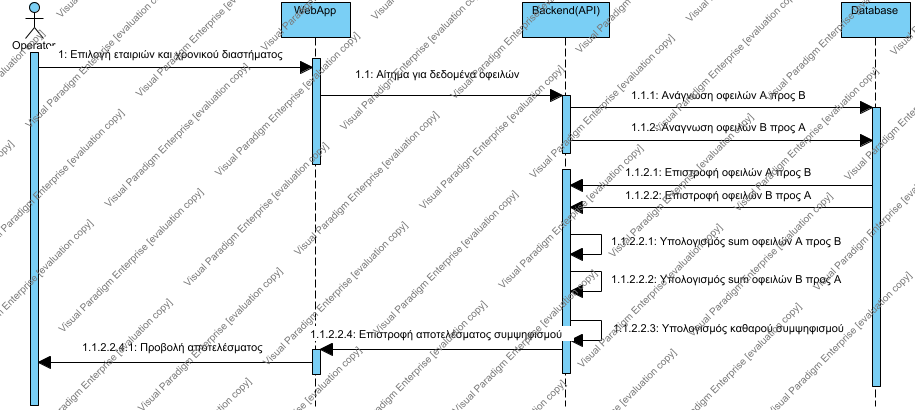 WebApp
Backend(API)
Database
Operator
1: Επιλογή εταιριών και χρονικού διαστήματος
1.1: Αίτημα για δεδομένα οφειλών
1.1.1: Ανάγνωση οφειλών Α προς Β
1.1.2: Ανάγνωση οφειλών Β προς Α
1.1.2.1: Επιστροφή οφειλών Α προς Β
1.1.2.2: Επιστροφή οφειλών Β προς Α
1.1.2.2.1: Υπολογισμός sum οφειλών Α προς Β
1.1.2.2.2: Υπολογισμός sum οφειλών Β προς Α
1.1.2.2.3: Υπολογισμός καθαρού συμψηφισμού
1.1.2.2.4: Επιστροφή αποτελέσματος συμψηφισμού
1.1.2.2.4.1: Προβολή αποτελέσματος
Visual Paradigm Enterprise [evaluation copy]